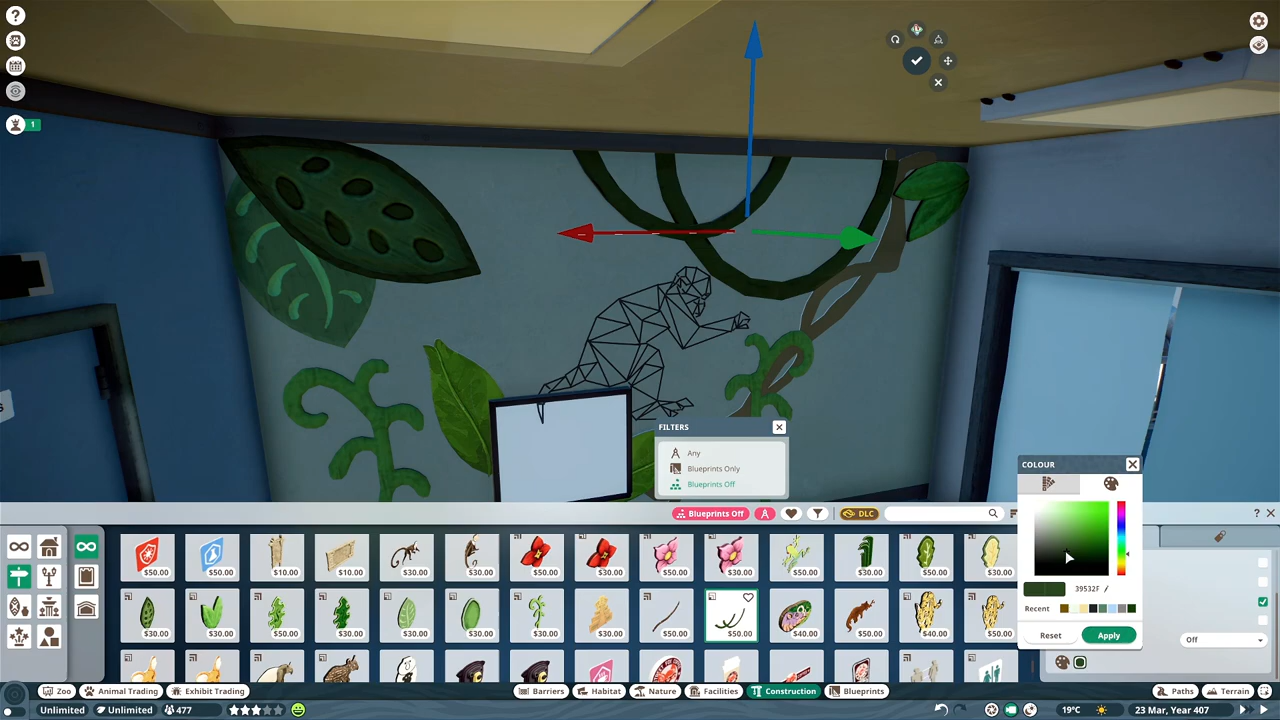 ?
1
S
FILTERS
Any
Blueprints Only
Blueprints Off
COLOUR
39532F /
Recent
Reset
Apply
Blueprints Off
DLC
?
$50.00
$50.00
$10.00
$10.00
$30.00
$30.00
$50.00
$30.00
$50.00
$30.00
$50.00
$30.00
$50.00
$30.00
$30.00
$30.00
$50.00
$30.00
$30.00
$30.00
$30.00
$30.00
$50.00
$50.00
$40.00
$30.00
$40.00
$50.00
Off
Zoo
Animal Trading
Exhibit Trading
Barriers
Habitat
Nature
Facilities
Construction
Blueprints
Paths
Terrain
Unlimited
Unlimited
477
19°C
23 Mar, Year 407